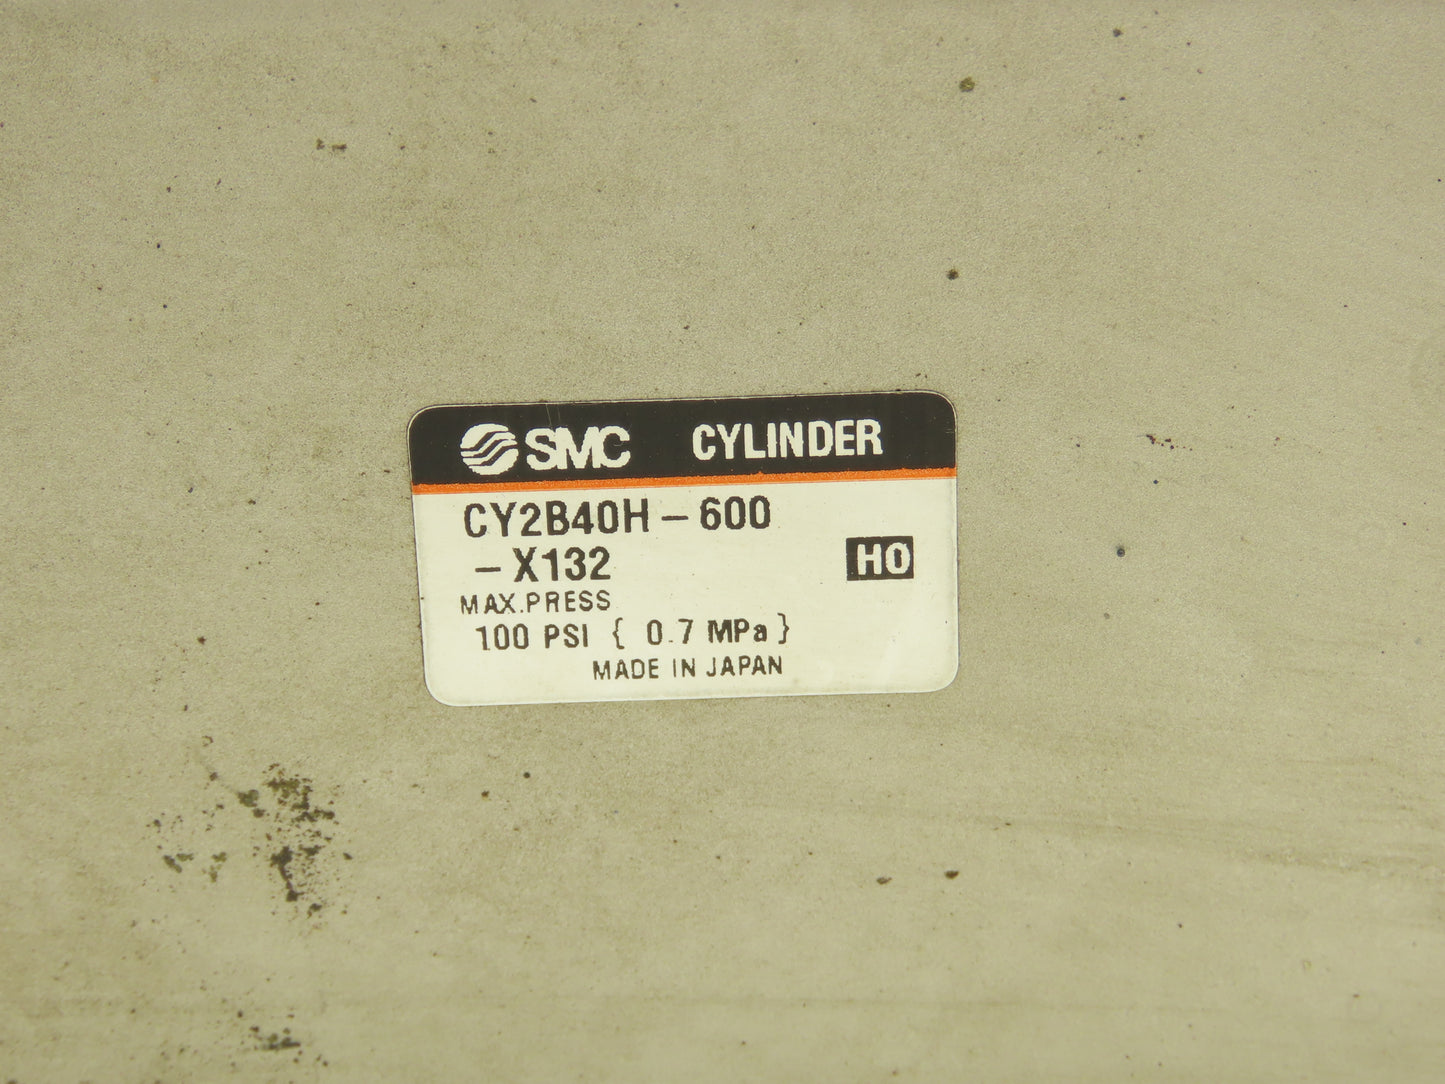 SMC CYLINDER
CY2B40H-600
-X132
HO
MAX.PRESS
100 PSI { 0.7 MPa }
MADE IN JAPAN